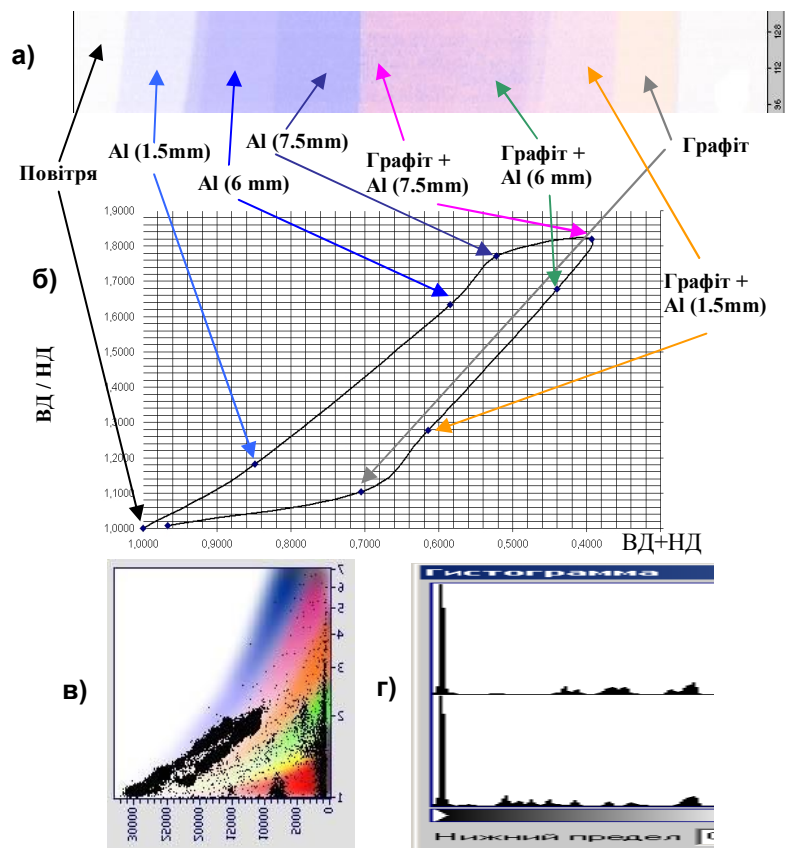 а)
128
112
96
Повітря
Al (1.5mm)
Al (6 mm)
Al (7.5mm)
Графіт +
Al (7.5mm)
Графіт +
Al (6 mm)
Графіт
Графіт +
Al (1.5mm)
б)
ВД / НД
1,9000
1,8000
1,7000
1,6000
1,5000
1,4000
1,3000
1,2000
1,1000
1,0000
1,0000 0,9000 0,8000 0,7000 0,6000 0,5000 0,4000
ВД+НД
в)
7
6
5
4
3
2
1
30000 25000 20000 15000 10000 5000 0
г)
Гистограмма
Нижний предел